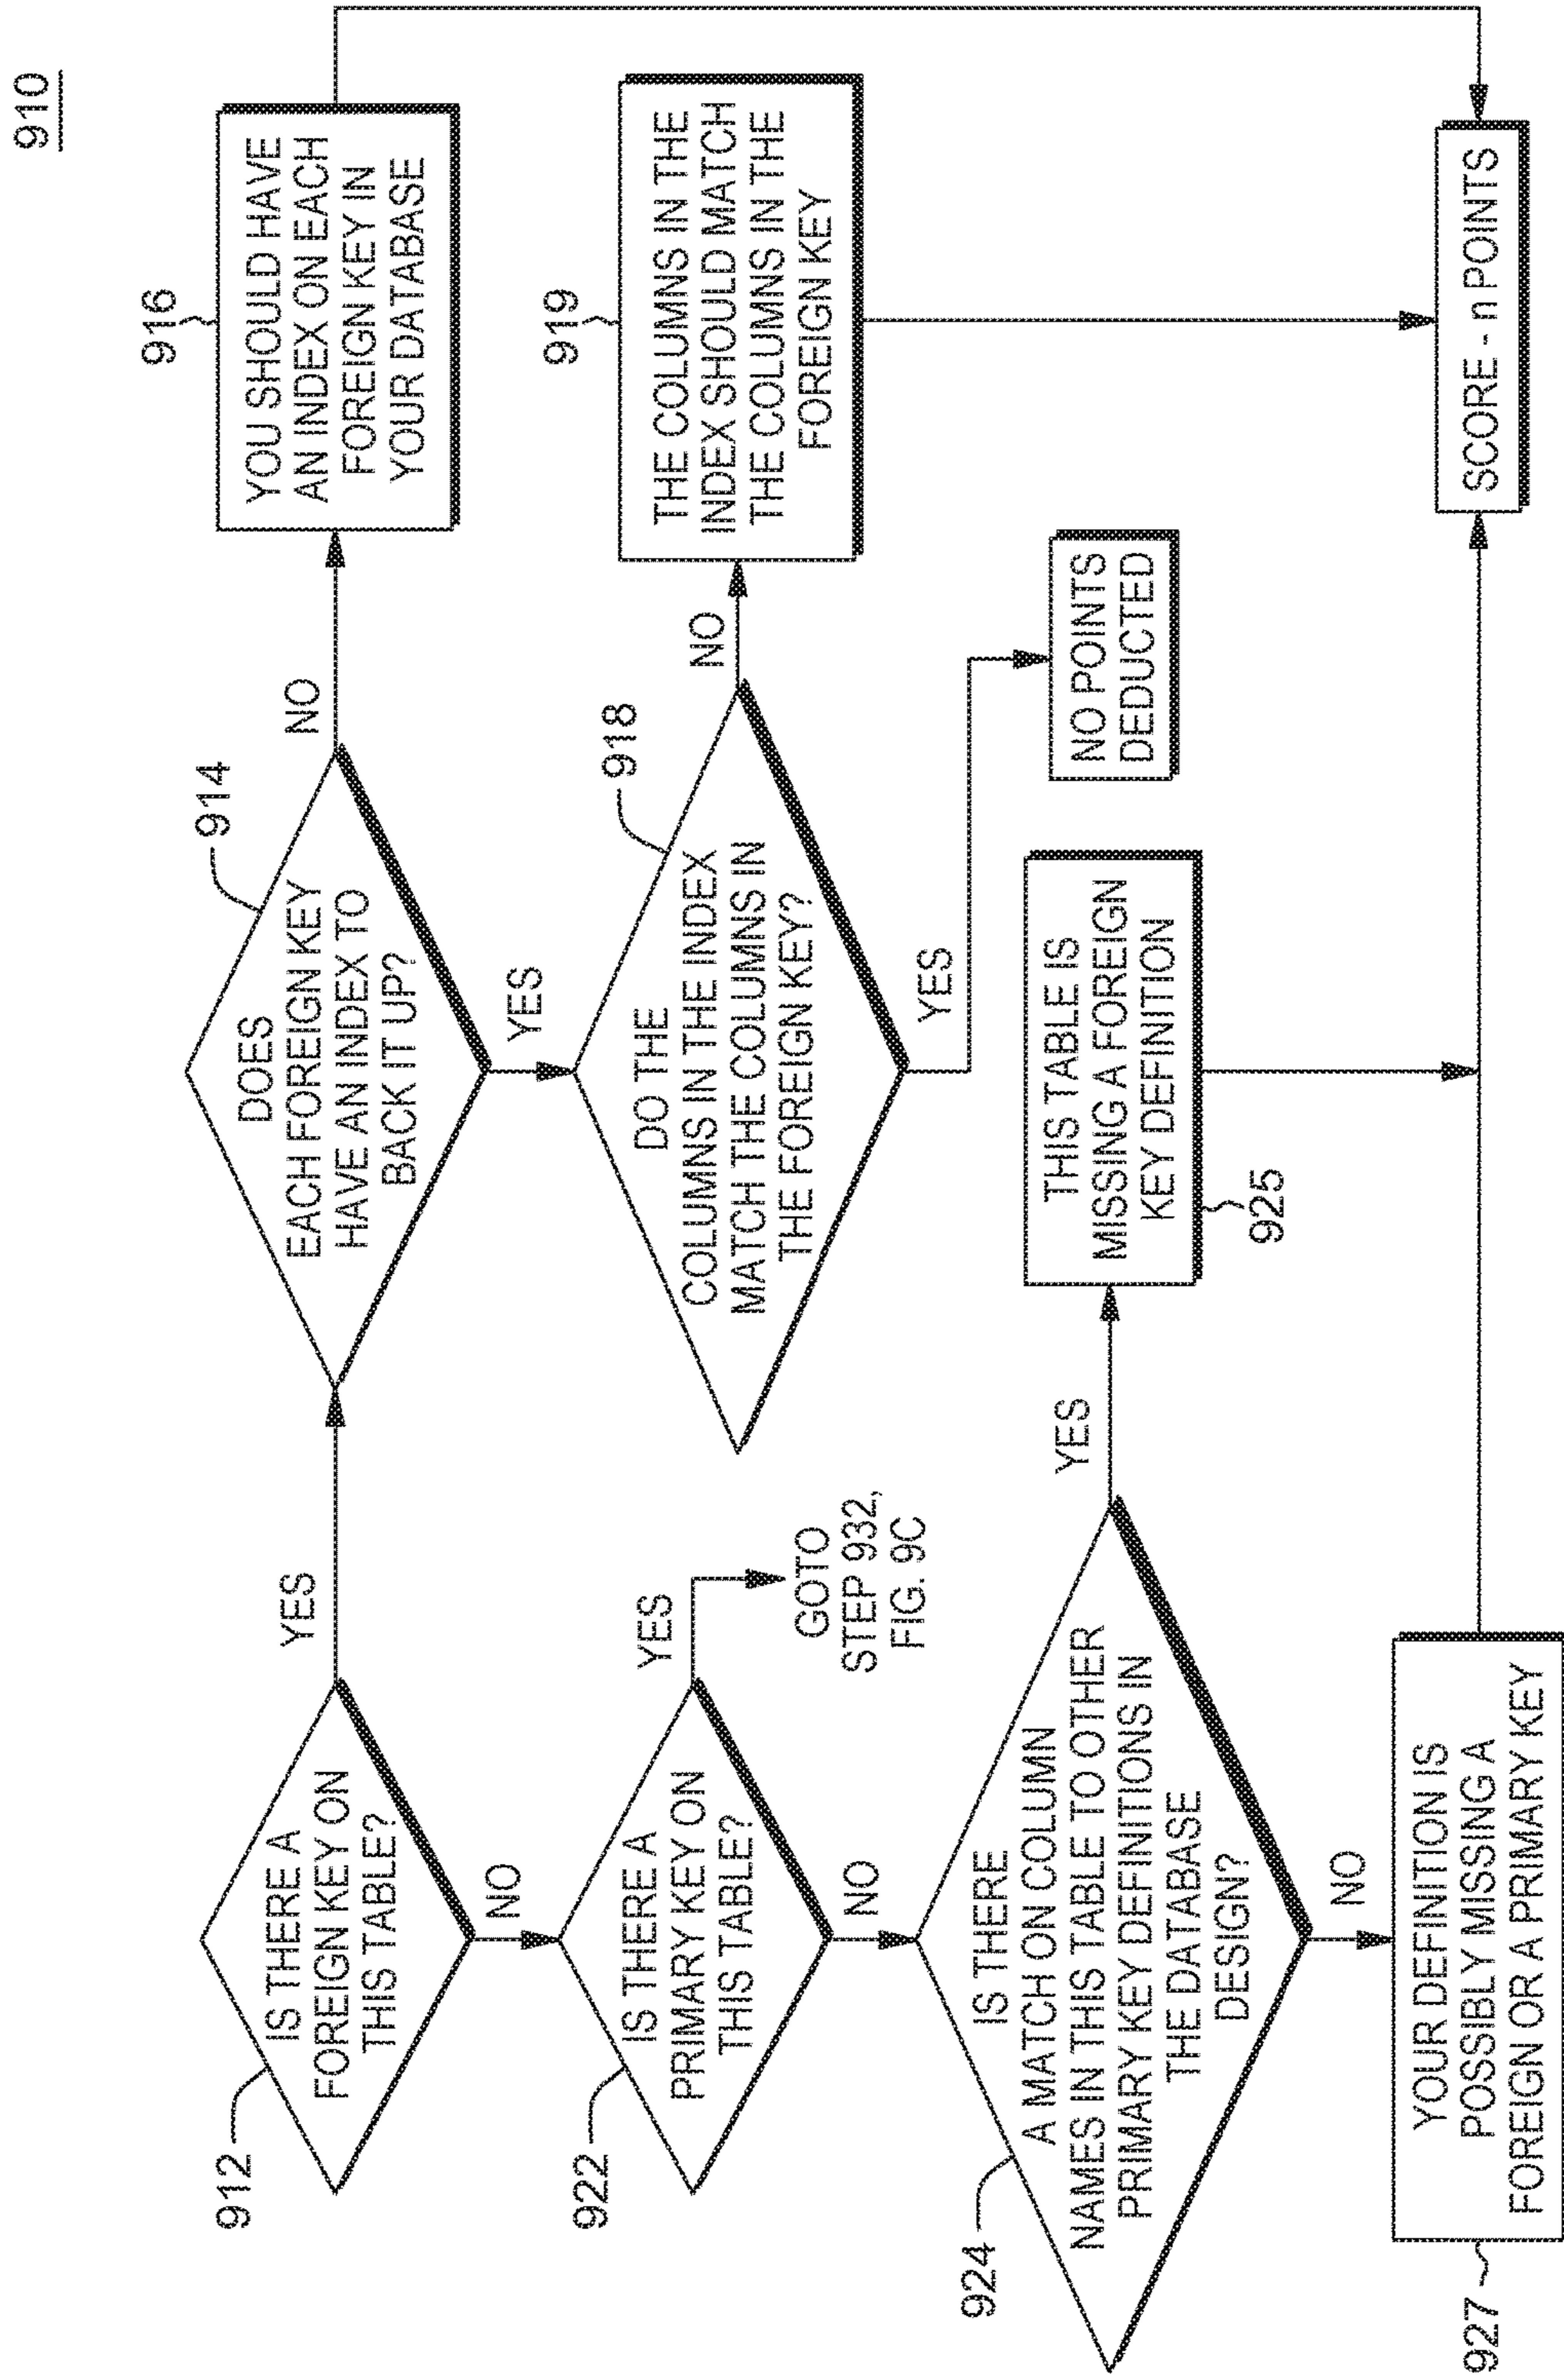 910
912
IS THERE A
FOREIGN KEY ON
THIS TABLE?
YES
NO
914
DOES
EACH FOREIGN KEY
HAVE AN INDEX TO
BACK IT UP?
NO
YES
916
YOU SHOULD HAVE
AN INDEX ON EACH
FOREIGN KEY IN
YOUR DATABASE
918
DO THE
COLUMNS IN THE INDEX
MATCH THE COLUMNS IN
THE FOREIGN KEY?
NO
YES
919
THE COLUMNS IN THE
INDEX SHOULD MATCH
THE COLUMNS IN THE
FOREIGN KEY
NO POINTS
DEDUCTED
922
IS THERE A
PRIMARY KEY ON
THIS TABLE?
YES
GOTO
STEP 932,
FIG. 9C
NO
924
IS THERE
A MATCH ON COLUMN
NAMES IN THIS TABLE TO OTHER
PRIMARY KEY DEFINITIONS IN
THE DATABASE
DESIGN?
YES
THIS TABLE IS
MISSING A FOREIGN
KEY DEFINITION
925
NO
927
YOUR DEFINITION IS
POSSIBLY MISSING A
FOREIGN OR A PRIMARY KEY
SCORE - n POINTS